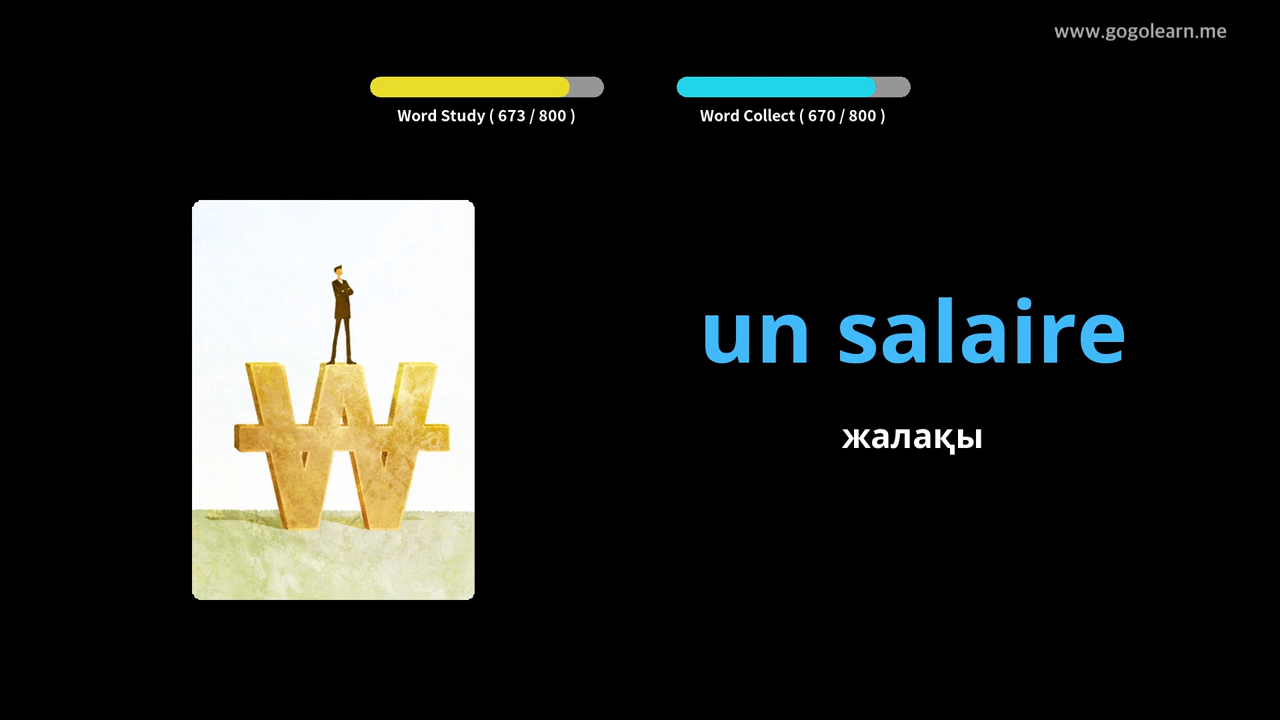 www.gogolearn.me
Word Study ( 673 / 800 )
Word Collect ( 670 / 800 )
un salaire
жалақы